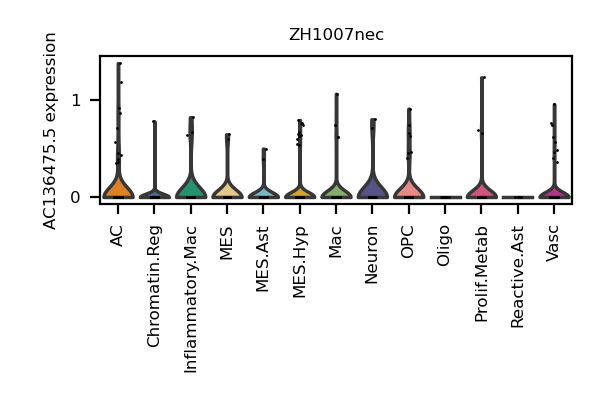 ZH1007nec
AC136475.5 expression
1
0
AC
Chromatin.Reg
Inflammatory.Mac
MES
MES.Ast
MES.Hyp
Mac
Neuron
OPC
Oligo
Prolif.Metab
Reactive.Ast
Vasc